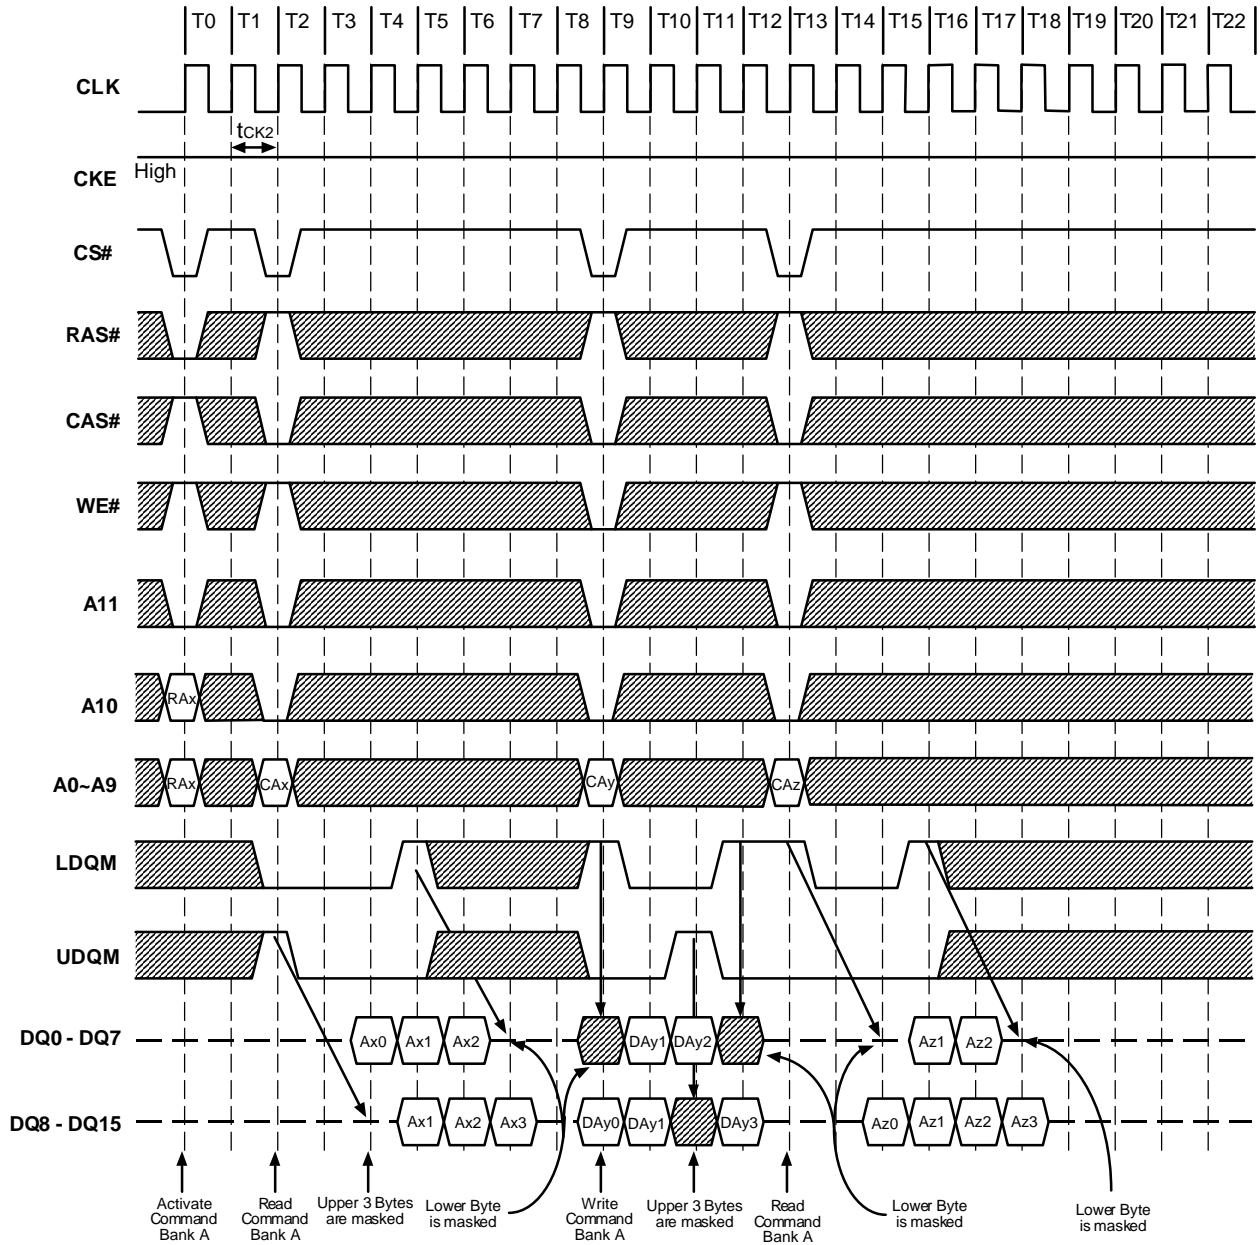 T0 T1 T2 T3 T4 T5 T6 T7 T8 T9 T10 T11 T12 T13 T14 T15 T16 T17 T18 T19 T20 T21 T22
CLK
tCK2
High
CKE
CS#
RAS#
CAS#
WE#
A11
A10
RAx
A0~A9
RAx CAx CAy CAz
LDQM
UDQM
DQ0 - DQ7
Ax0 Ax1 Ax2 DAy1 DAy2 Az1 Az2
DQ8 - DQ15
Ax1 Ax2 Ax3 DAy0 DAy1 DAy3 Az0 Az1 Az2 Az3
Activate
Command
Bank A
Read
Command
Bank A
Upper 3 Bytes
are masked
Lower Byte
is masked
Write
Command
Bank A
Upper 3 Bytes
are masked
Read
Command
Bank A
Lower Byte
is masked
Lower Byte
is masked